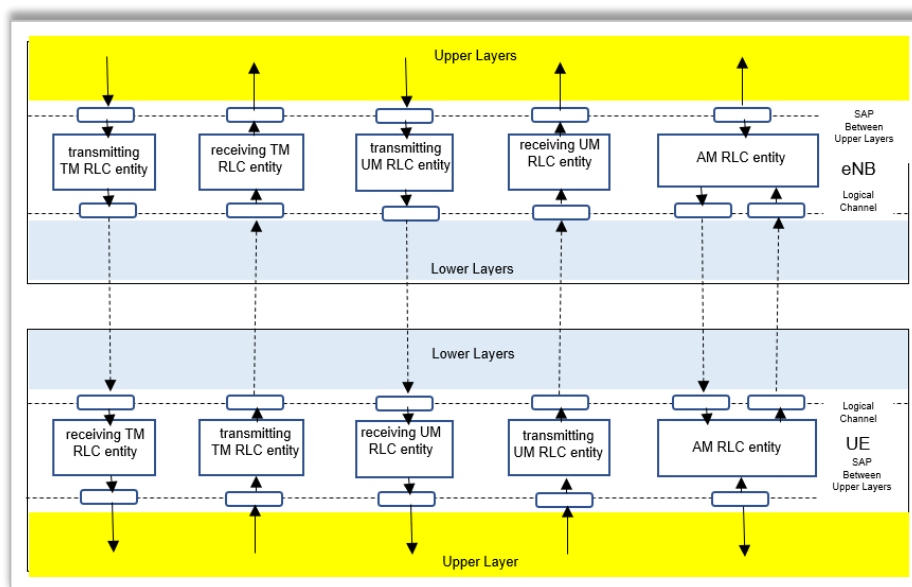 Upper Layers
SAP
Between
Upper Layers
transmitting
TM RLC entity
receiving TM
RLC entity
transmitting
UM RLC entity
receiving UM
RLC entity
AM RLC entity
eNB
Logical
Channel
Lower Layers
Lower Layers
Logical
Channel
receiving TM
RLC entity
transmitting
TM RLC entity
receiving UM
RLC entity
transmitting
UM RLC entity
AM RLC entity
UE
SAP
Between
Upper Layers
Upper Layer